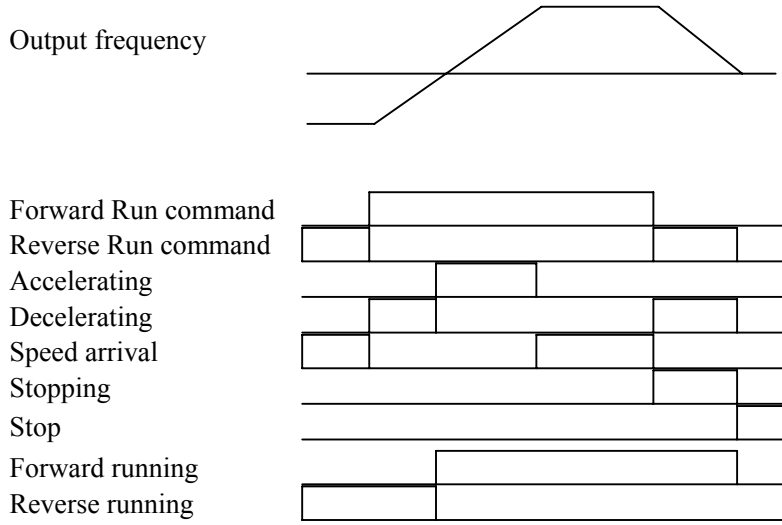 Output frequency
Forward Run command
Reverse Run command
Accelerating
Decelerating
Speed arrival
Stopping
Stop
Forward running
Reverse running